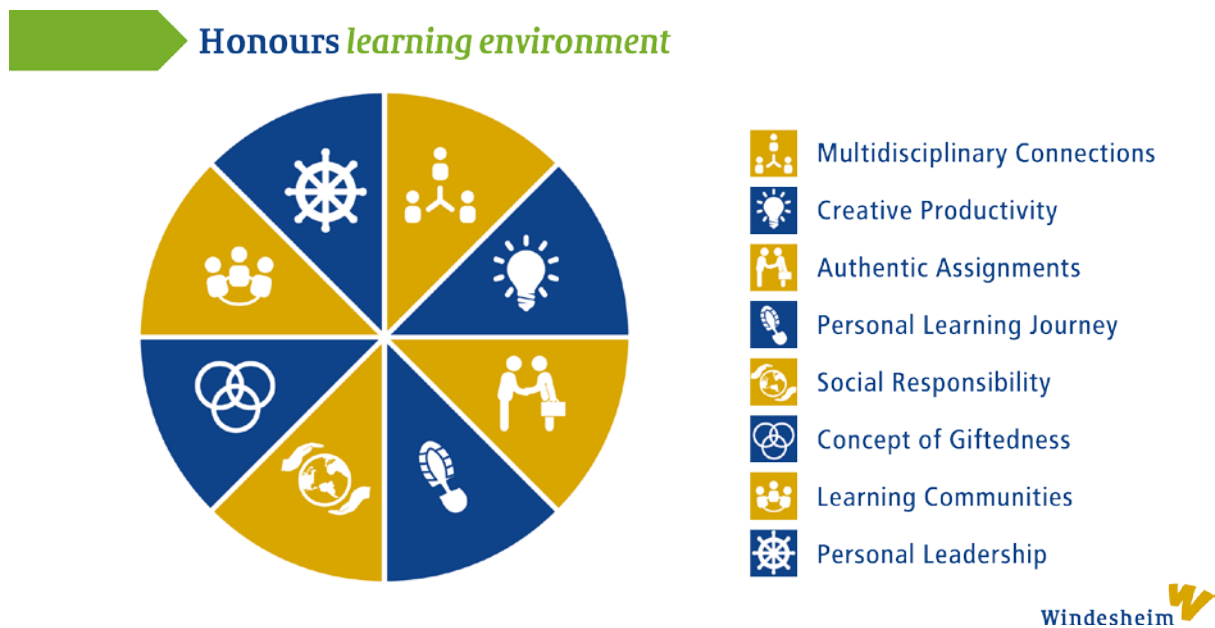 Honours learning environment
Multidisciplinary Connections
Creative Productivity
Authentic Assignments
Personal Learning Journey
Social Responsibility
Concept of Giftedness
Learning Communities
Personal Leadership
Windesheim